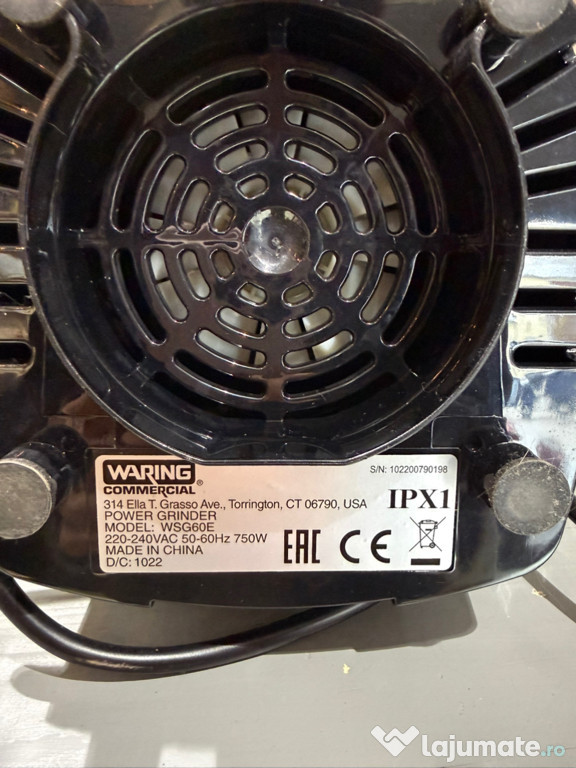 WARING
COMMERCIAL®
S/N: 102200790198
314 Ella T. Grasso Ave., Torrington, CT 06790, USA
IPX1
POWER GRINDER
MODEL: WSG60E
220-240VAC 50-60Hz 750W
MADE IN CHINA
D/C: 1022
EAC CE
lajumate.ro